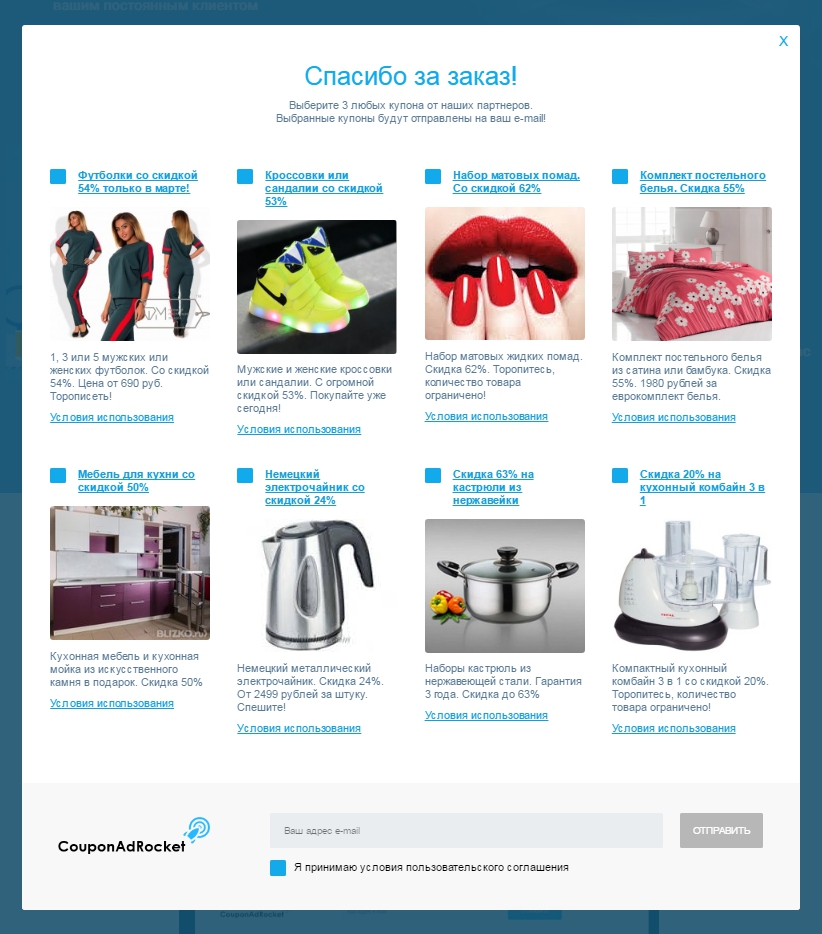 вашим постоянным клиентом
X
Спасибо за заказ!
Выберите 3 любых купона от наших партнеров.
Выбранные купоны будут отправлены на ваш e-mail!
Футболки со скидкой
54% только в марте!
1, 3 или 5 мужских или
женских футболок. Со скидкой
54%. Цена от 690 руб.
Торописеть!
Условия использования
Кроссовки или
сандалии со скидкой
53%
Мужские и женские кроссовки
или сандалии. С огромной
скидкой 53%. Покупайте уже
сегодня!
Условия использования
Набор матовых помад.
Со скидкой 62%
Набор матовых жидких помад.
Скидка 62%. Торопитесь,
количество товара
ограничено!
Условия использования
Комплект постельного
белья. Скидка 55%
Комплект постельного белья
из сатина или бамбука. Скидка
55%. 1980 рублей за
еврокомплект белья.
Условия использования
Мебель для кухни со
скидкой 50%
BLIZKO.ru
Кухонная мебель и кухонная
мойка из искусственного
камня в подарок. Скидка 50%
Условия использования
Немецкий
электрочайник со
скидкой 24%
Немецкий металлический
электрочайник. Скидка 24%.
От 2499 рублей за штуку.
Спешите!
Условия использования
Скидка 63% на
кастрюли из
нержавейки
Наборы кастрюль из
нержавеющей стали. Гарантия
3 года. Скидка до 63%
Условия использования
Скидка 20% на
кухонный комбайн 3 в
1
Компактный кухонный
комбайн 3 в 1 со скидкой 20%.
Торопитесь, количество
товара ограничено!
Условия использования
CouponAdRocket
Ваш адрес e-mail
ОТПРАВИТЬ
Я принимаю условия пользовательского соглашения
CouponAdRocket